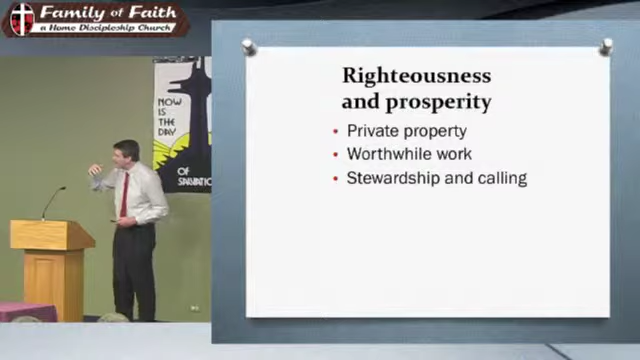 Family of Faith
a Home Discipleship Church
NOW
IS
THE
DAY
OF
SALVATION
Righteousness
and prosperity
• Private property
• Worthwhile work
• Stewardship and calling